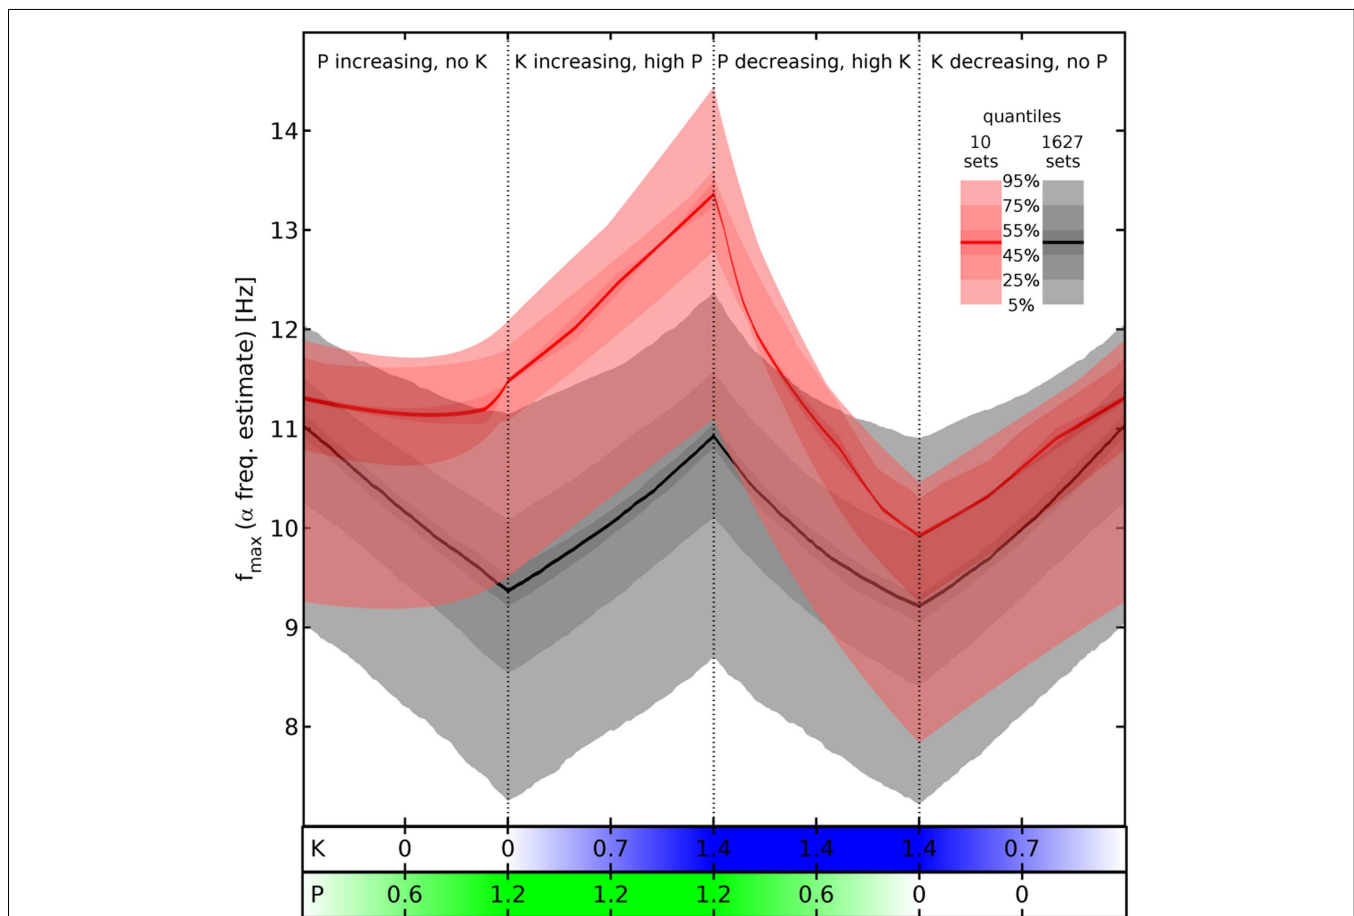 P increasing, no K
K increasing, high P
P decreasing, high K
K decreasing, no P
quantiles
10 sets
1627 sets
95%
75%
55%
45%
25%
5%
14
13
12
11
10
9
8
fmax (α freq. estimate) [Hz]
K 0 0 0.7 1.4 1.4 1.4 0.7
P 0.6 1.2 1.2 1.2 0.6 0 0